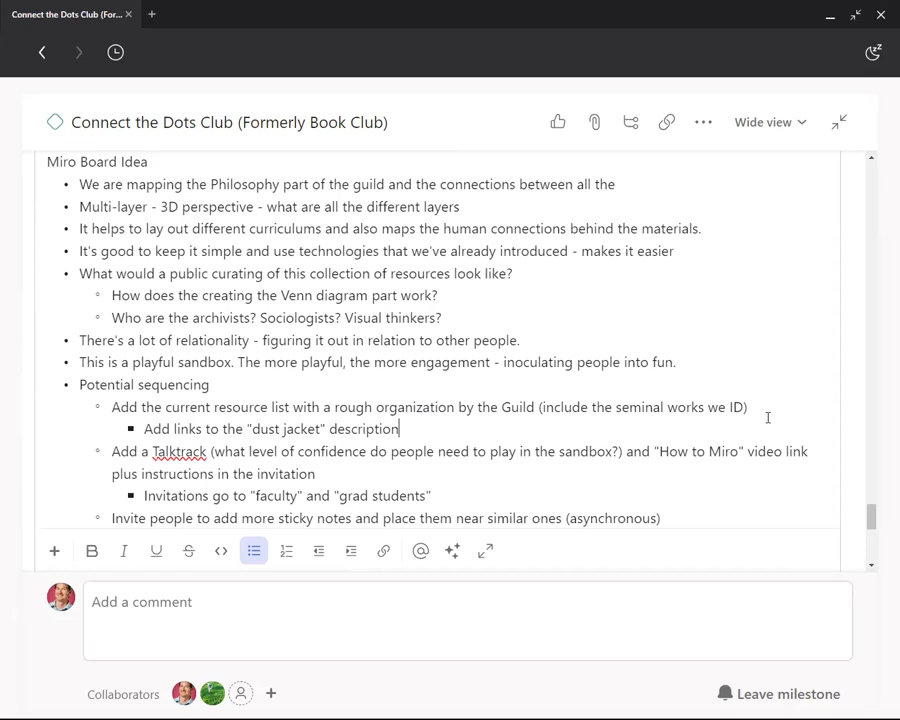 Connect the Dots Club (For...
Connect the Dots Club (Formerly Book Club)
Wide view
Miro Board Idea
We are mapping the Philosophy part of the guild and the connections between all the
Multi-layer - 3D perspective - what are all the different layers
It helps to lay out different curriculums and also maps the human connections behind the materials.
It's good to keep it simple and use technologies that we've already introduced - makes it easier
What would a public curating of this collection of resources look like?
How does the creating the Venn diagram part work?
Who are the archivists? Sociologists? Visual thinkers?
There's a lot of relationality - figuring it out in relation to other people.
This is a playful sandbox. The more playful, the more engagement - inoculating people into fun.
Potential sequencing
Add the current resource list with a rough organization by the Guild (include the seminal works we ID)
Add links to the "dust jacket" description
Add a Talktrack (what level of confidence do people need to play in the sandbox?) and "How to Miro" video link
plus instructions in the invitation
Invitations go to "faculty" and "grad students"
Invite people to add more sticky notes and place them near similar ones (asynchronous)
Add a comment
Collaborators
Leave milestone